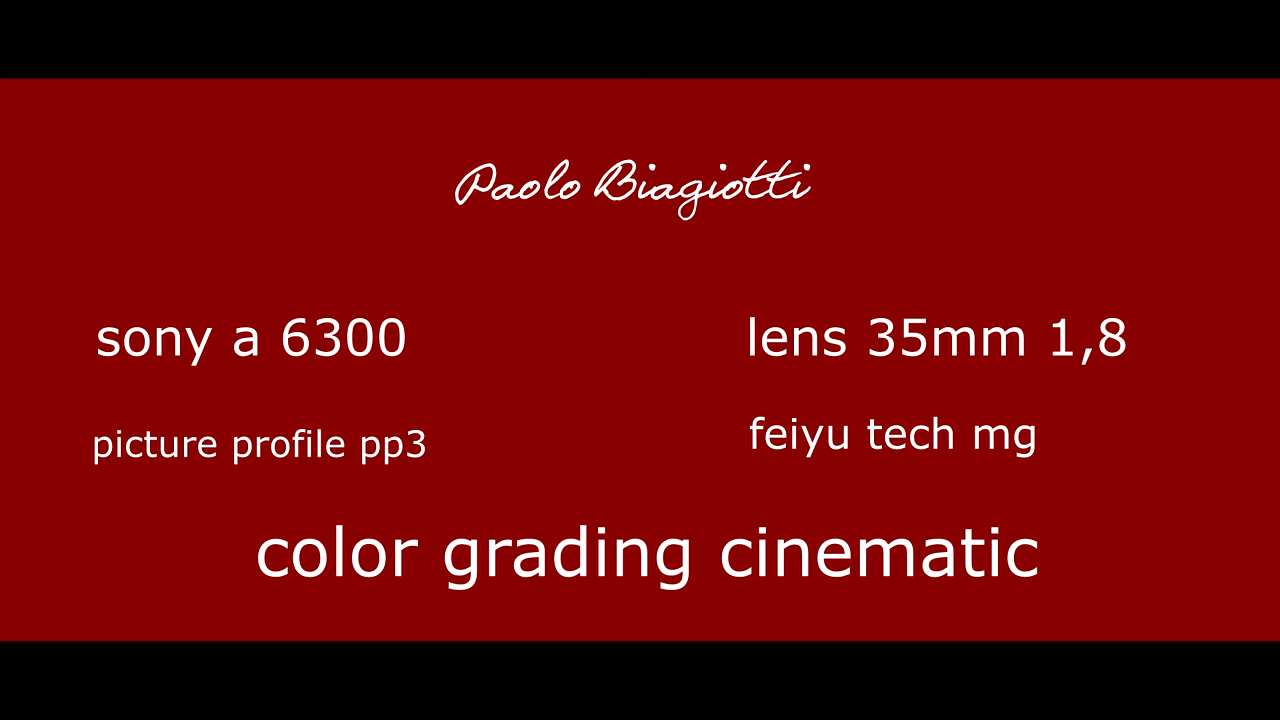 Paolo Biagiotti
sony a 6300
lens 35mm 1,8
picture profile pp3
feiyu tech mg
color grading cinematic